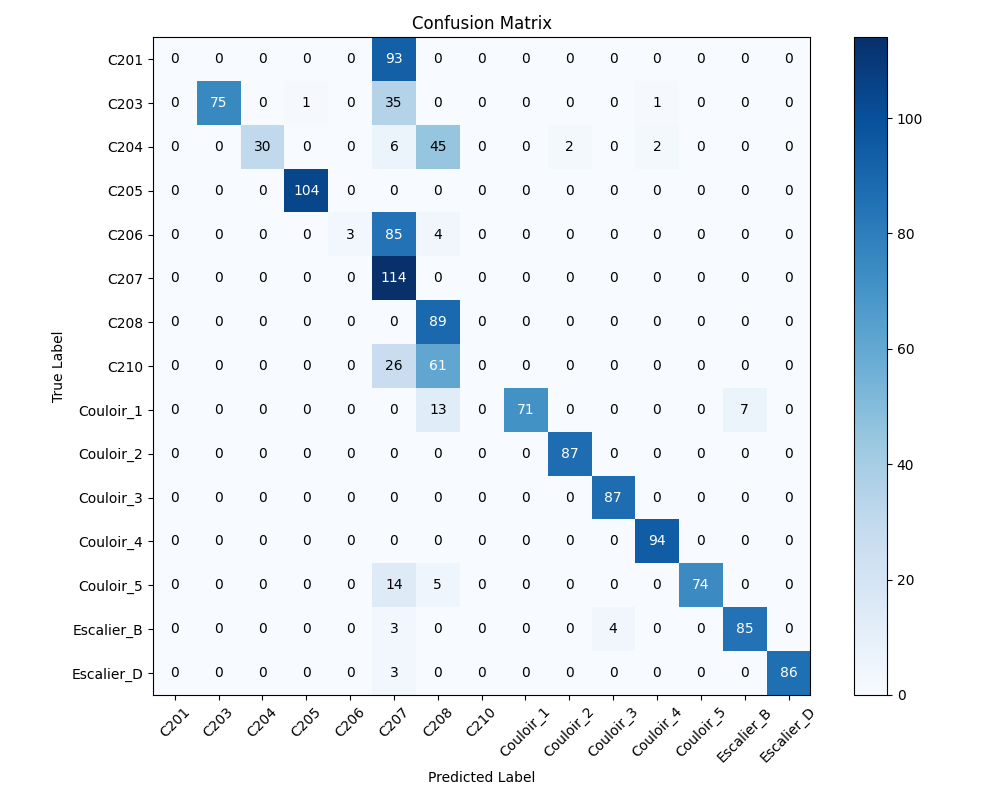 Confusion Matrix
True Label
C201 0 0 0 0 0 93 0 0 0 0 0 0 0 0 0
C203 0 75 0 1 0 35 0 0 0 0 0 1 0 0 0
C204 0 0 30 0 0 6 45 0 0 2 0 2 0 0 0
C205 0 0 0 104 0 0 0 0 0 0 0 0 0 0 0
C206 0 0 0 0 3 85 4 0 0 0 0 0 0 0 0
C207 0 0 0 0 0 114 0 0 0 0 0 0 0 0 0
C208 0 0 0 0 0 0 89 0 0 0 0 0 0 0 0
C210 0 0 0 0 0 26 61 0 0 0 0 0 0 0 0
Couloir_1 0 0 0 0 0 0 13 0 71 0 0 0 0 7 0
Couloir_2 0 0 0 0 0 0 0 0 0 87 0 0 0 0 0
Couloir_3 0 0 0 0 0 0 0 0 0 0 87 0 0 0 0
Couloir_4 0 0 0 0 0 0 0 0 0 0 0 94 0 0 0
Couloir_5 0 0 0 0 0 14 5 0 0 0 0 0 74 0 0
Escalier_B 0 0 0 0 0 3 0 0 0 0 4 0 0 85 0
Escalier_D 0 0 0 0 0 3 0 0 0 0 0 0 0 0 86
C201 C203 C204 C205 C206 C207 C208 C210 Couloir_1 Couloir_2 Couloir_3 Couloir_4 Couloir_5 Escalier_B Escalier_D
Predicted Label
100
80
60
40
20
0